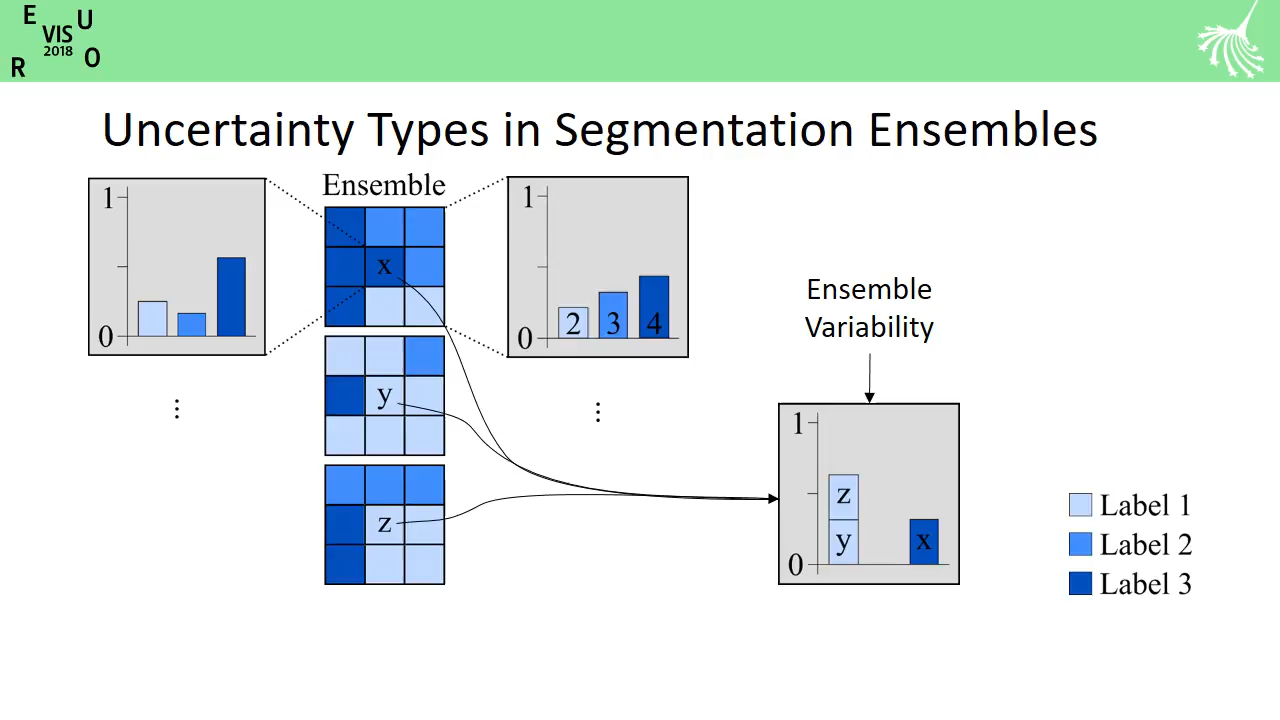 E
U
VIS
2018
R
O
Uncertainty Types in Segmentation Ensembles
Ensemble
1
0
x
1
0
2 3 4
Ensemble
Variability
y
z
1
0
z
y
x
Label 1
Label 2
Label 3